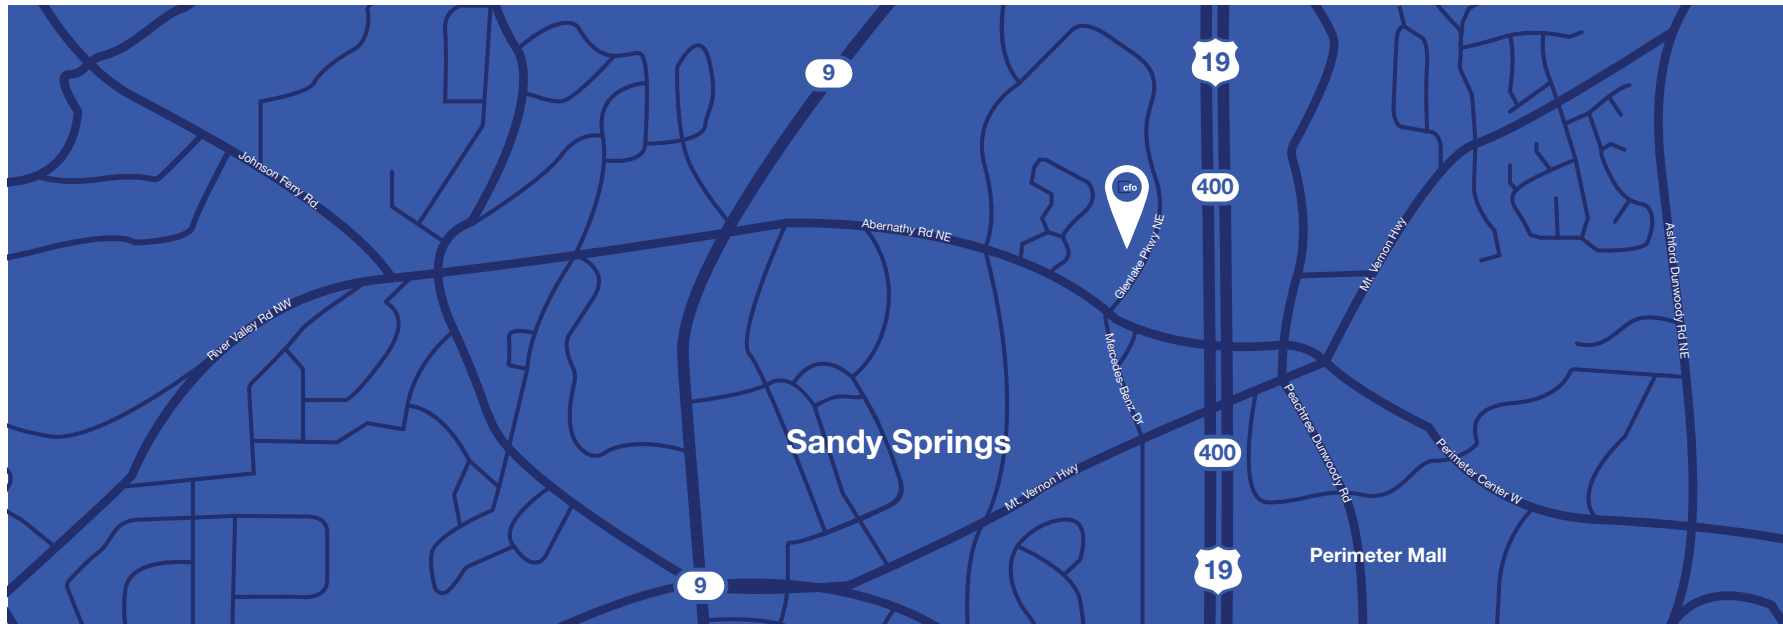 19
9
Johnson Ferry Rd.
400
cfo
Abernathy Rd NE
Glenlake Pkwy NE
Mt. Vernon Hwy
Ashford Dunwoody Rd NE
River Valley Rd NW
Mercedes-Benz Dr
Sandy Springs
400
Peachtree Dunwoody Rd
Perimeter Center W
Mt. Vernon Hwy
Perimeter Mall
19
9